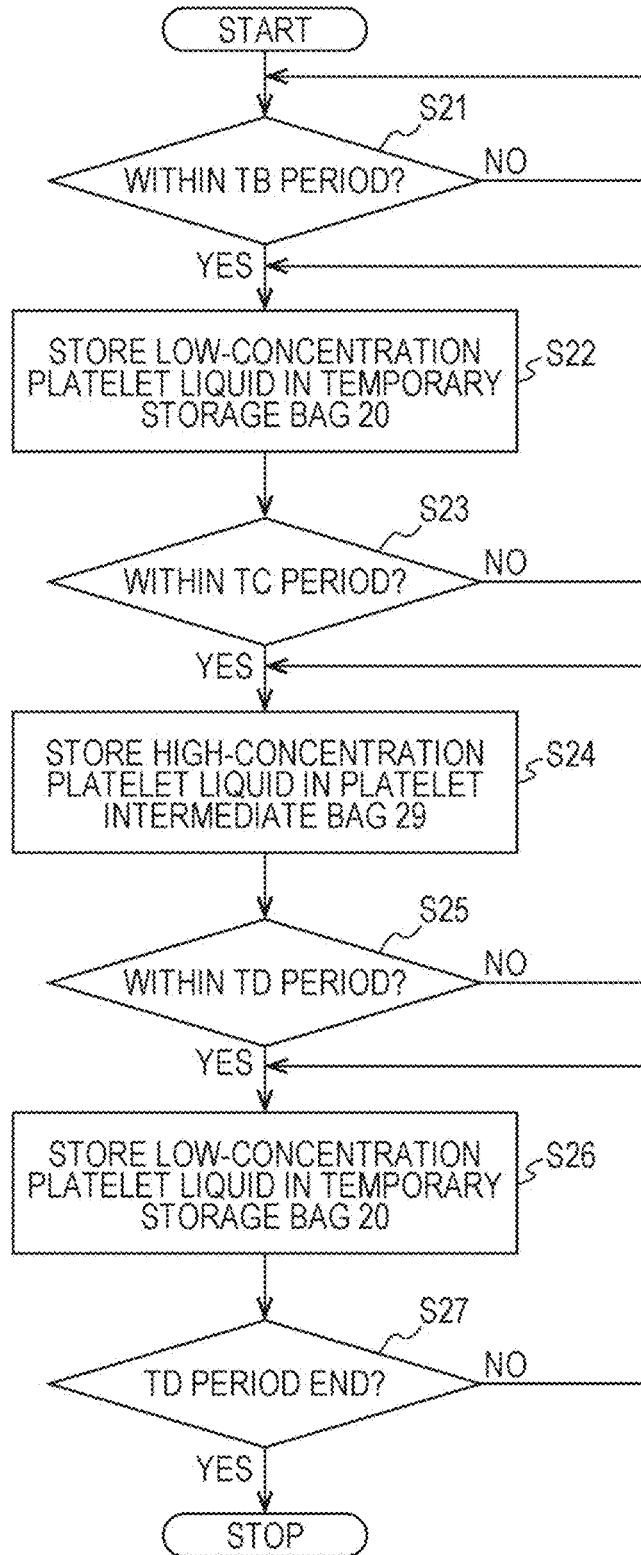 START
S21
WITHIN TB PERIOD?
NO
YES
STORE LOW-CONCENTRATION
PLATELET LIQUID IN TEMPORARY
STORAGE BAG 20
S22
S23
WITHIN TC PERIOD?
NO
YES
STORE HIGH-CONCENTRATION
PLATELET LIQUID IN PLATELET
INTERMEDIATE BAG 29
S24
S25
WITHIN TD PERIOD?
NO
YES
STORE LOW-CONCENTRATION
PLATELET LIQUID IN TEMPORARY
STORAGE BAG 20
S26
S27
TD PERIOD END?
NO
YES
STOP